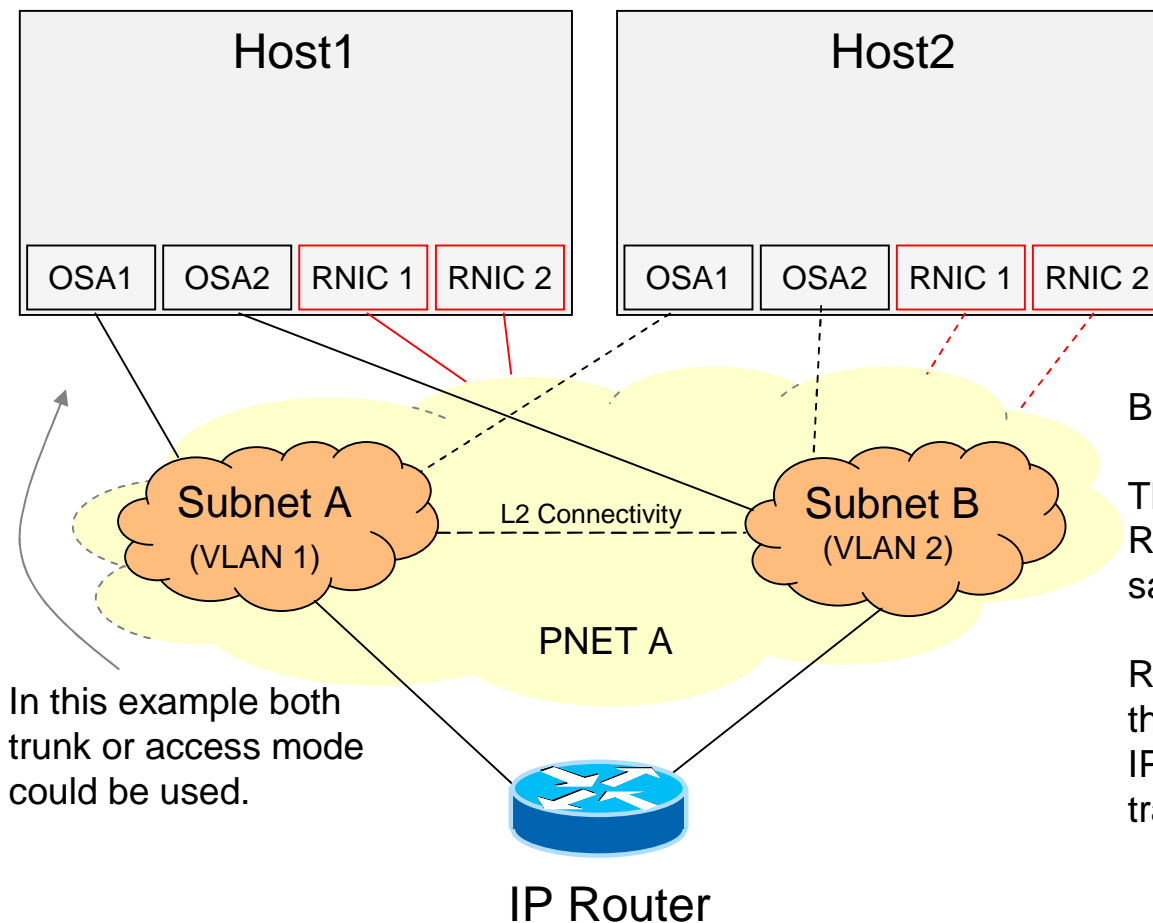 Host1
Host2
OSA1
OSA2
RNIC 1
RNIC 2
OSA1
OSA2
RNIC 1
RNIC 2
Subnet A
(VLAN 1)
L2 Connectivity
Subnet B
(VLAN 2)
PNET A
In this example both
trunk or access mode
could be used.
IP Router